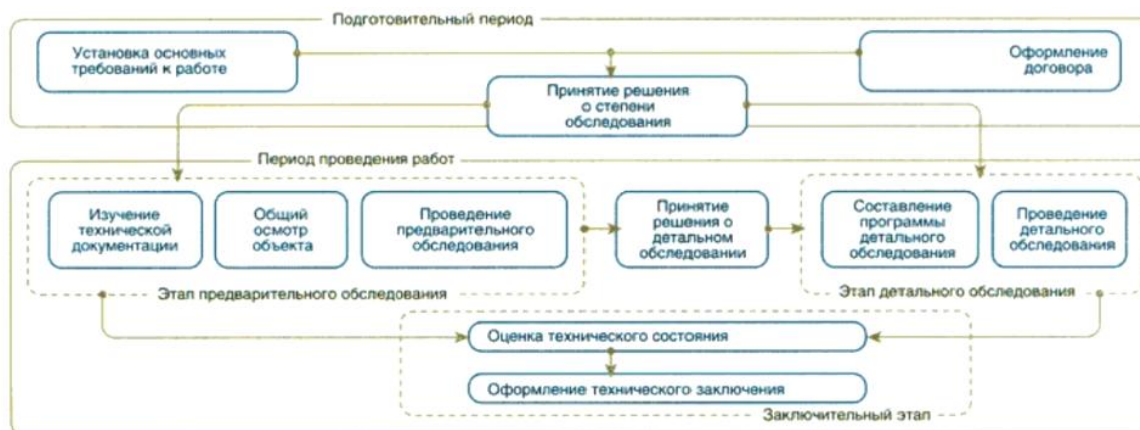 Подготовительный период
Установка основных
требований к работе
Оформление
договора
Принятие решения
о степени
обследования
Период проведения работ
Изучение
технической
документации
Общий
осмотр
объекта
Проведение
предварительного
обследования
Принятие
решения о
детальном
обследовании
Составление
программы
детального
обследования
Проведение
детального
обследования
Этап предварительного обследования
Этап детального обследования
Оценка технического состояния
Оформление технического заключения
Заключительный этап